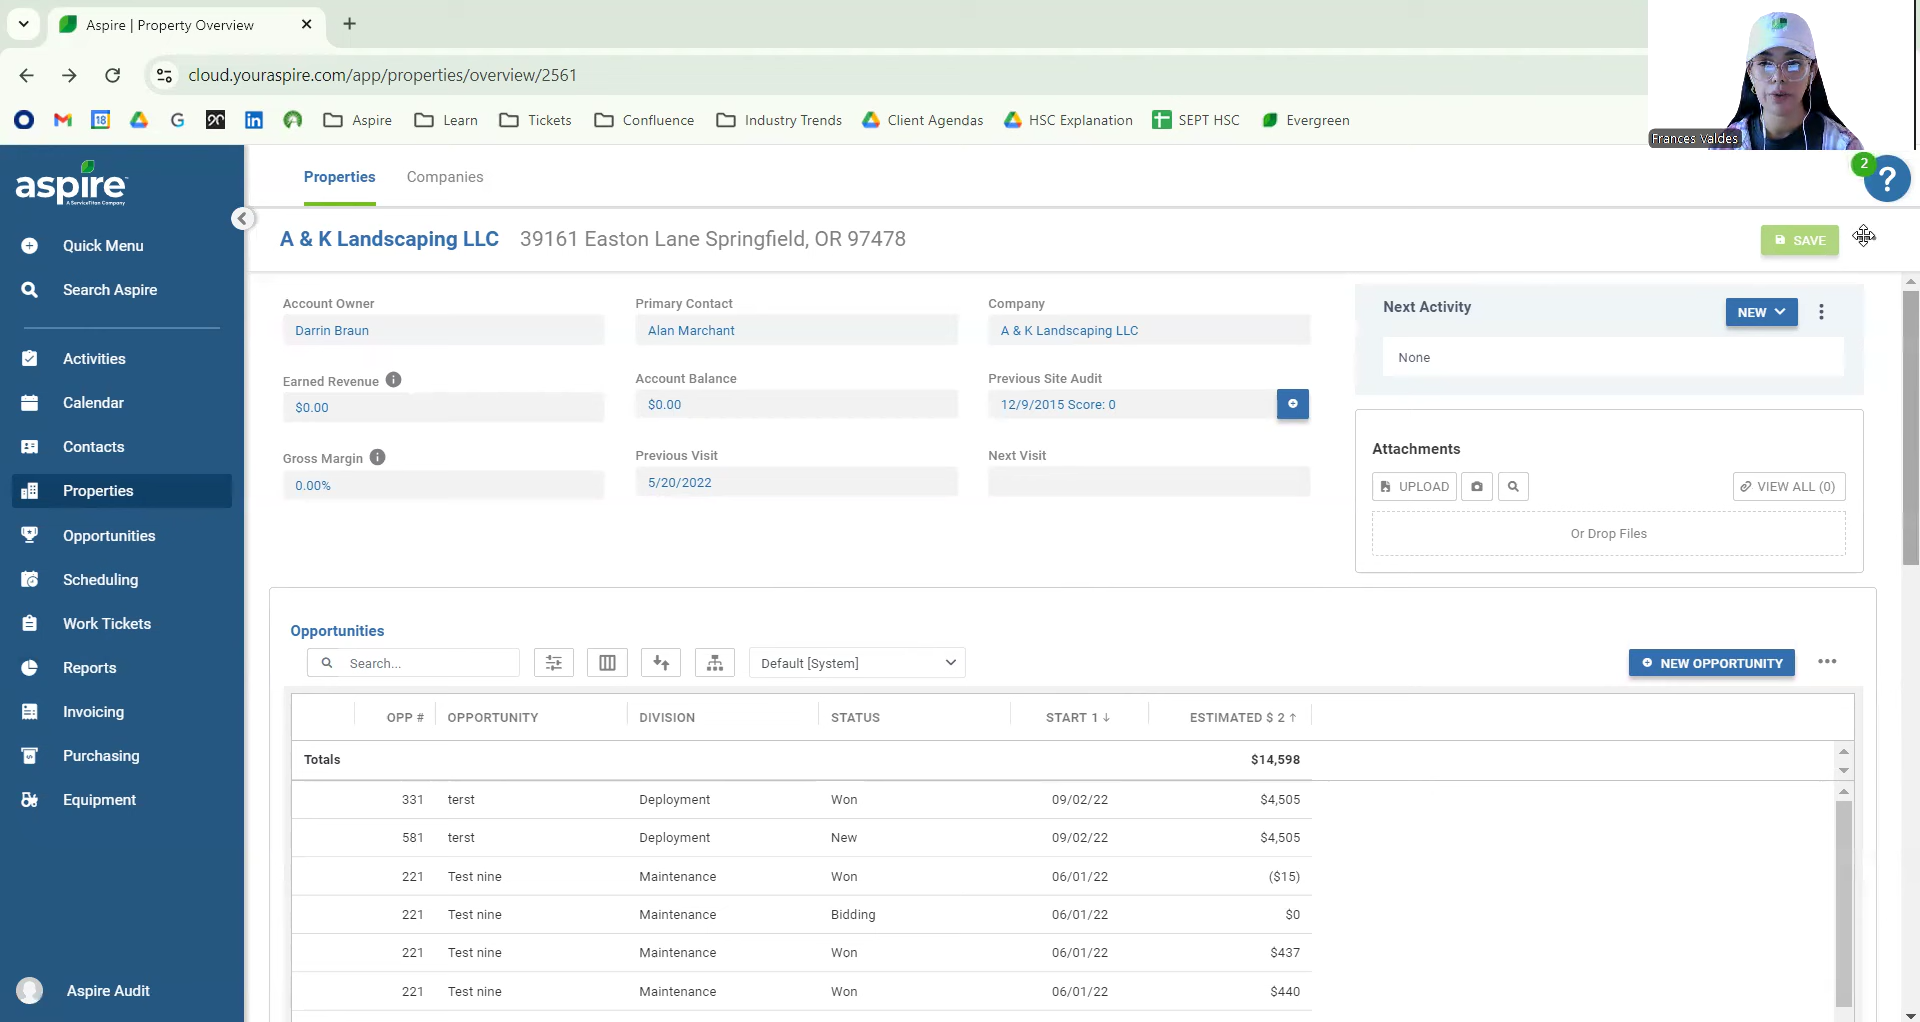 Aspire | Property Overview
cloud.youraspire.com/app/properties/overview/2561
18
G
in
Aspire
Learn
Tickets
Confluence
Industry Trends
Client Agendas
HSC Explanation
SEPT HSC
Evergreen
Frances Valdes
aspire
A ServiceTitan Company
Quick Menu
Search Aspire
Activities
Calendar
Contacts
Properties
Opportunities
Scheduling
Work Tickets
Reports
Invoicing
Purchasing
Equipment
Aspire Audit
Properties
Companies
2
?
A & K Landscaping LLC 39161 Easton Lane Springfield, OR 97478
SAVE
Account Owner
Darrin Braun
Primary Contact
Alan Marchant
Company
A & K Landscaping LLC
Earned Revenue
$0.00
Account Balance
$0.00
Previous Site Audit
12/9/2015 Score: 0
Gross Margin
0.00%
Previous Visit
5/20/2022
Next Visit
Next Activity
NEW
None
Attachments
UPLOAD
VIEW ALL (0)
Or Drop Files
Opportunities
Search...
Default [System]
NEW OPPORTUNITY
OPP # OPPORTUNITY DIVISION STATUS START 1 ↓ ESTIMATED $ 2 ↑
Totals $14,598
331 terst Deployment Won 09/02/22 $4,505
581 terst Deployment New 09/02/22 $4,505
221 Test nine Maintenance Won 06/01/22 ($15)
221 Test nine Maintenance Bidding 06/01/22 $0
221 Test nine Maintenance Won 06/01/22 $437
221 Test nine Maintenance Won 06/01/22 $440